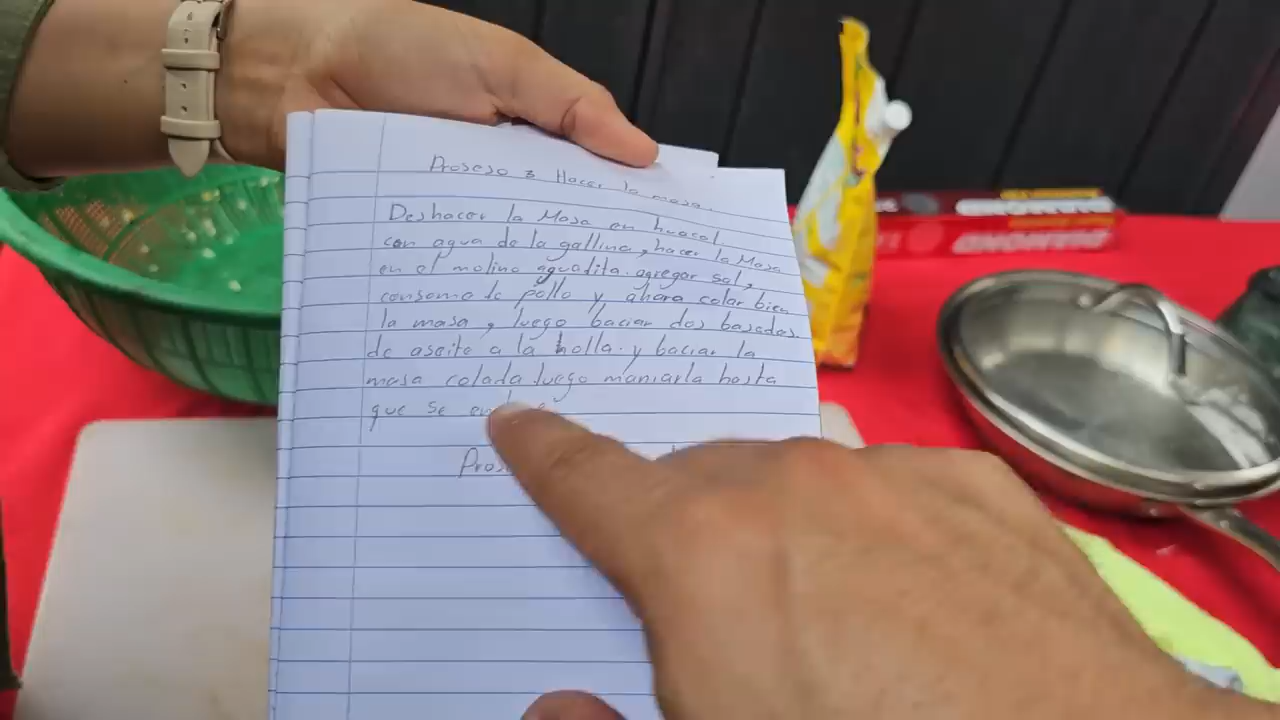 Proseso 3 Hacer la masa.
Deshacer la Masa en huacal
con agua de la gallina, hacer la Masa
en el molino aguadita. agregar sal,
consome de pollo y, ahora colar bien
la masa, luego baciar dos basados
de aseite a la holla. y baciar la
masa colada luego maniarla hasta
que se
DIAMOND